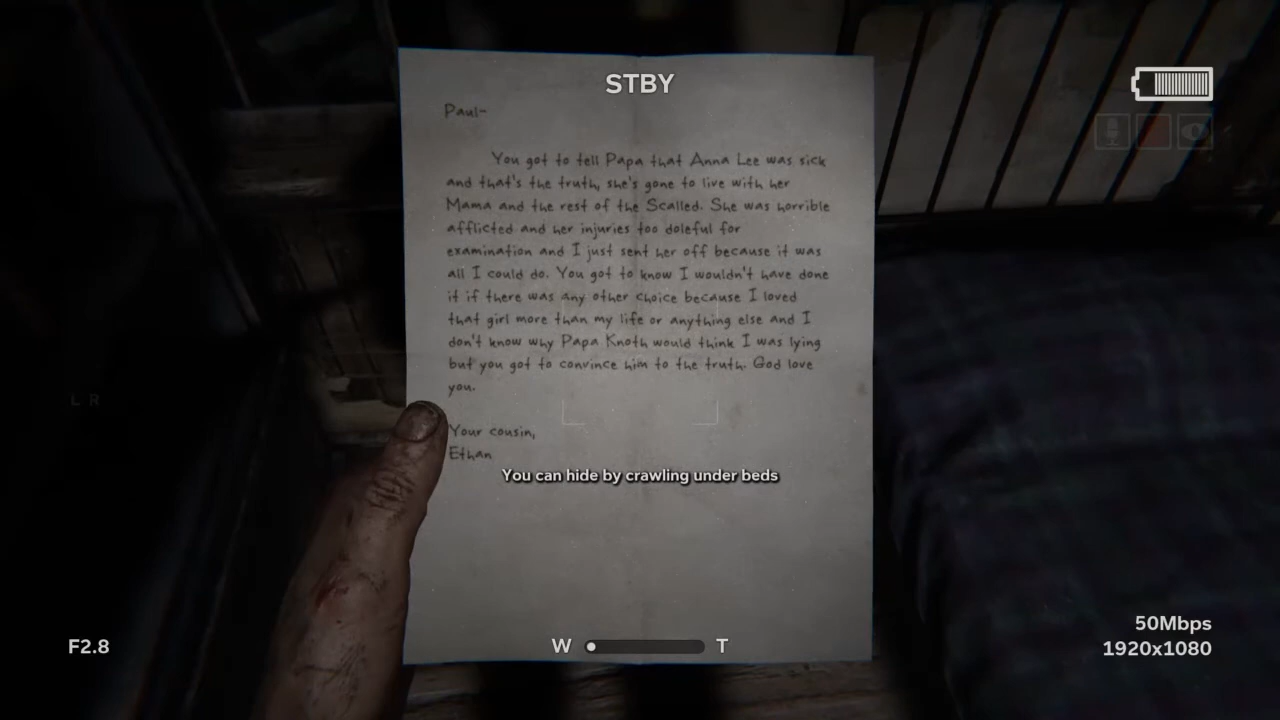 STBY
Paul-
You got to tell Papa that Anna Lee was sick
and that's the truth, she's gone to live with her
Mama and the rest of the Scalled. She was horrible
afflicted and her injuries too doleful for
examination and I just sent her off because it was
all I could do. You got to know I wouldn't have done
it if there was any other choice because I loved
that girl more than my life or anything else and I
don't know why Papa Knoth would think I was lying
but you got to convince him to the truth. God love
you.
L R
Your cousin,
Ethan
You can hide by crawling under beds
50Mbps
F2.8
W T
1920x1080